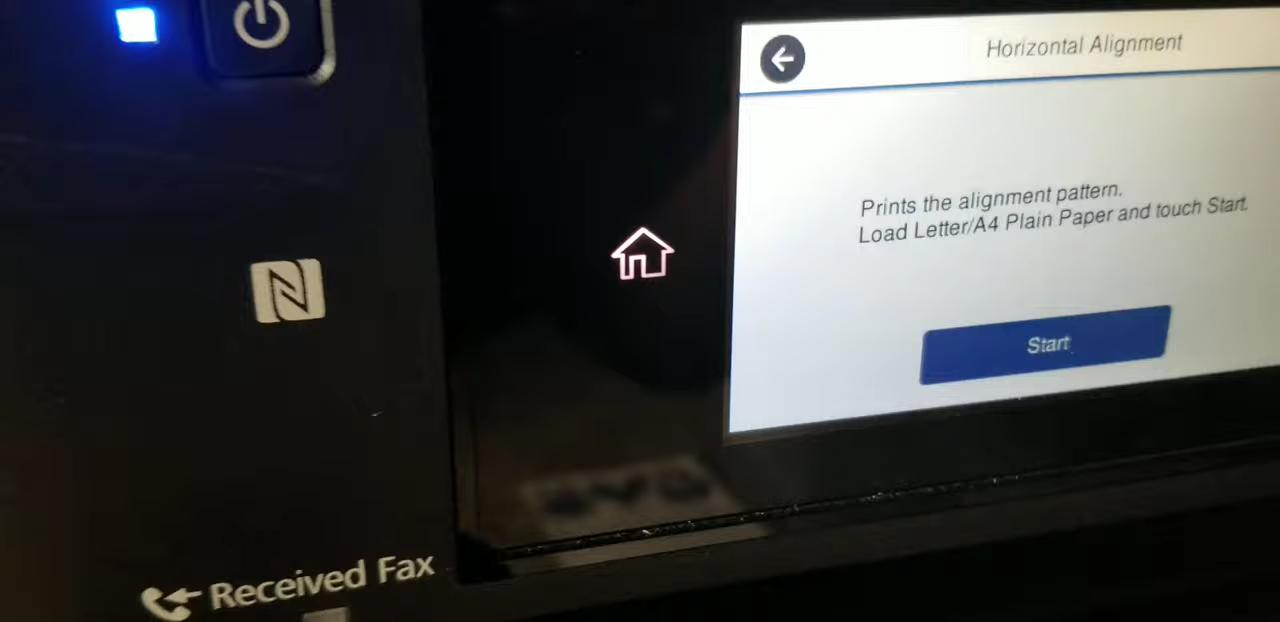 Horizontal Alignment
Prints the alignment pattern.
Load Letter/A4 Plain Paper and touch Start.
Start
Received Fax